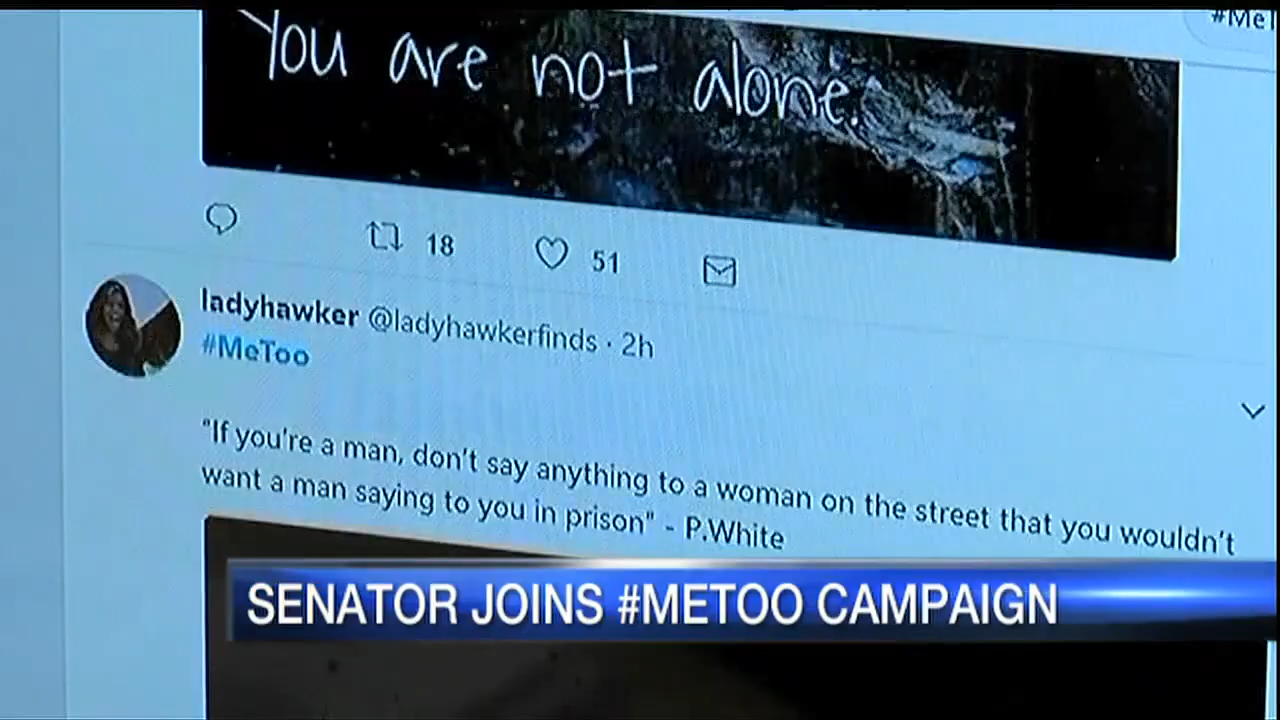 #MeT
You are not alone.
18
51
ladyhawker @ladyhawkerfinds · 2h
#MeToo
"If you're a man, don't say anything to a woman on the street that you wouldn't
want a man saying to you in prison" - P.White
SENATOR JOINS #METOO CAMPAIGN